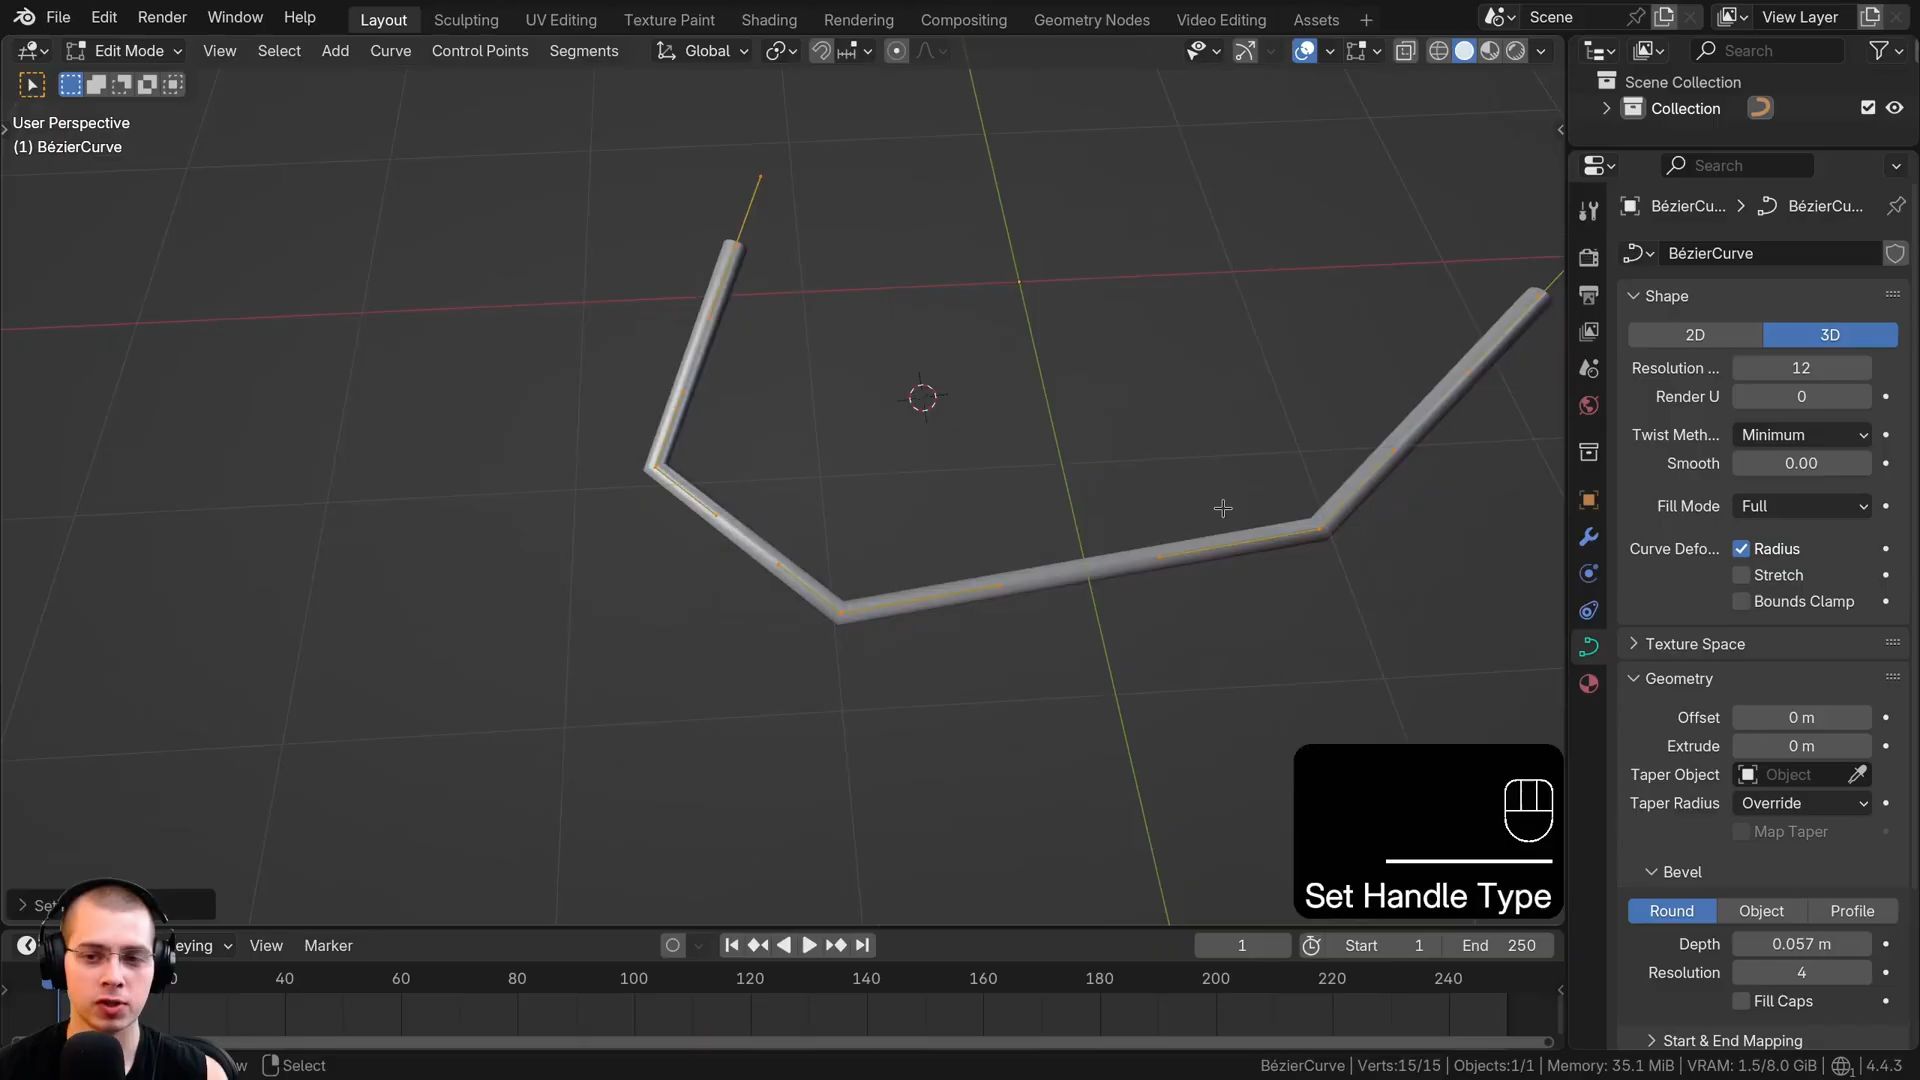 File Edit Render Window Help Layout Sculpting UV Editing Texture Paint Shading Rendering Compositing Geometry Nodes Video Editing Assets Scene View Layer
Edit Mode View Select Add Curve Control Points Segments Global Search
User Perspective
(1) BézierCurve
Scene Collection
Collection
Search
BézierCu... BézierCu...
BézierCurve
Shape
2D 3D
Resolution ... 12
Render U 0
Twist Meth... Minimum
Smooth 0.00
Fill Mode Full
Curve Defo... Radius
Stretch
Bounds Clamp
Texture Space
Geometry
Offset 0 m
Extrude 0 m
Taper Object Object
Taper Radius Override
Map Taper
Bevel
Round Object Profile
Depth 0.057 m
Resolution 4
Fill Caps
Start & End Mapping
Set Handle Type
Set
eying View Marker 1 Start 1 End 250
0 40 60 80 100 120 140 160 180 200 220 240
w Select
BézierCurve | Verts:15/15 | Objects:1/1 | Memory: 35.1 MiB | VRAM: 1.5/8.0 GiB | 4.4.3